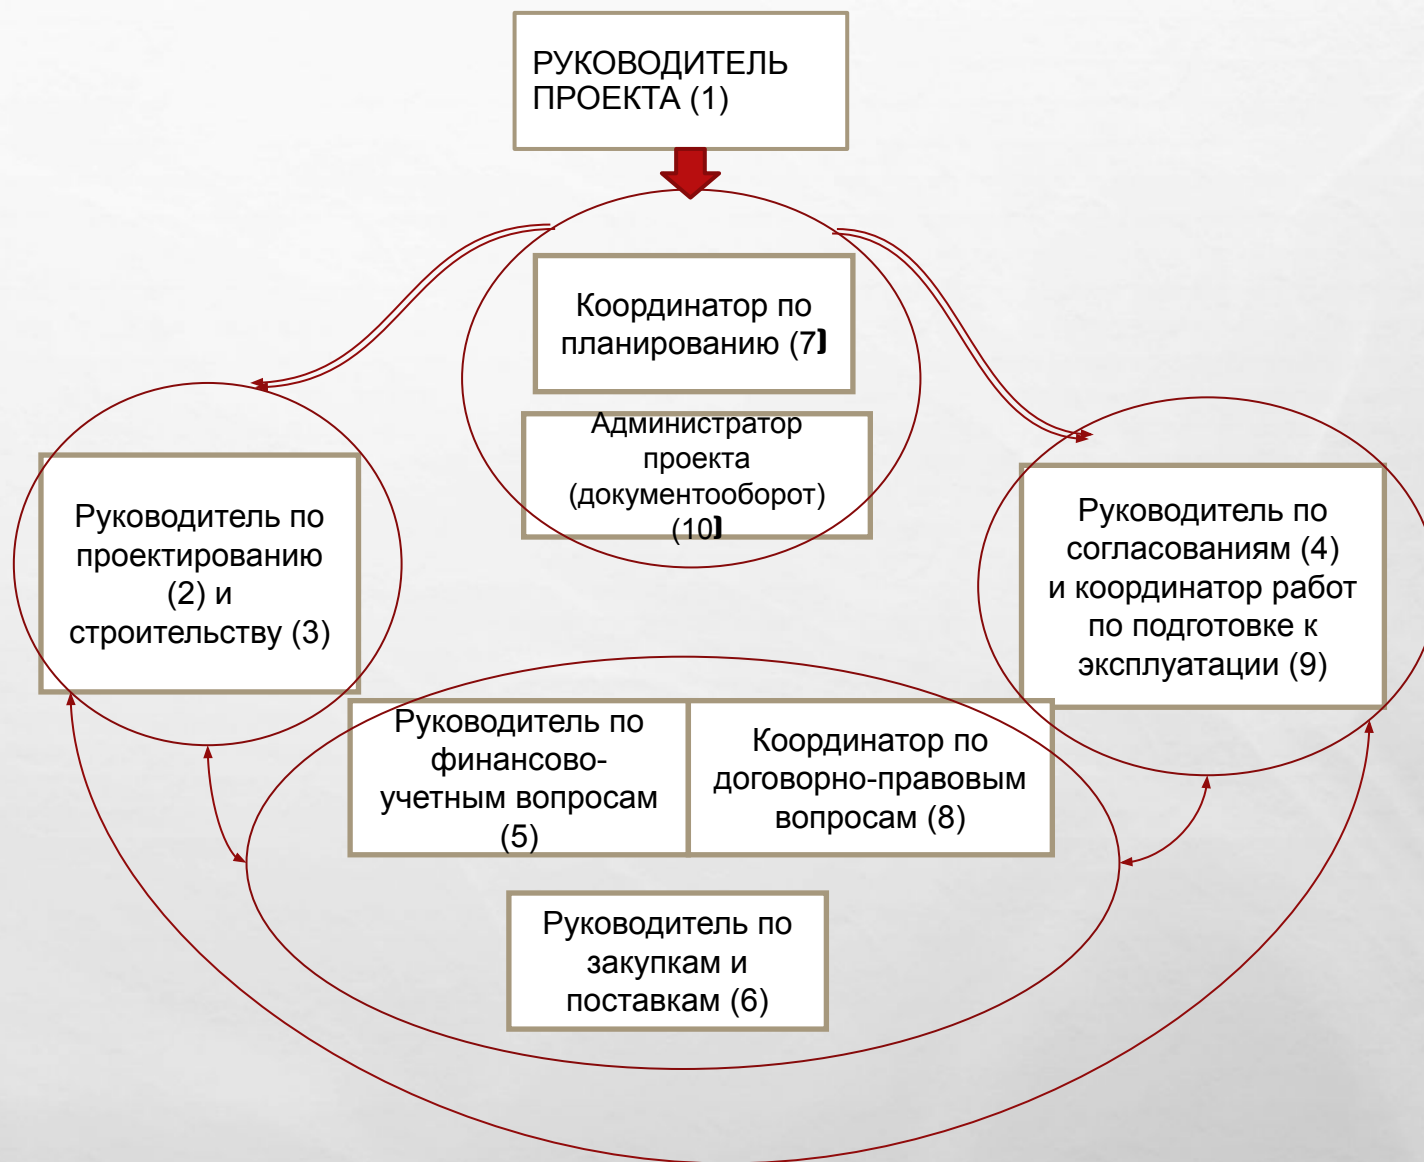 РУКОВОДИТЕЛЬ
ПРОЕКТА (1)
Координатор по
планированию (7)
Администратор
проекта
(документооборот)
(10)
Руководитель по
проектированию
(2) и
строительству (3)
Руководитель по
согласованиям (4)
и координатор работ
по подготовке к
эксплуатации (9)
Руководитель по
финансово-
учетным вопросам
(5)
Координатор по
договорно-правовым
вопросам (8)
Руководитель по
закупкам и
поставкам (6)